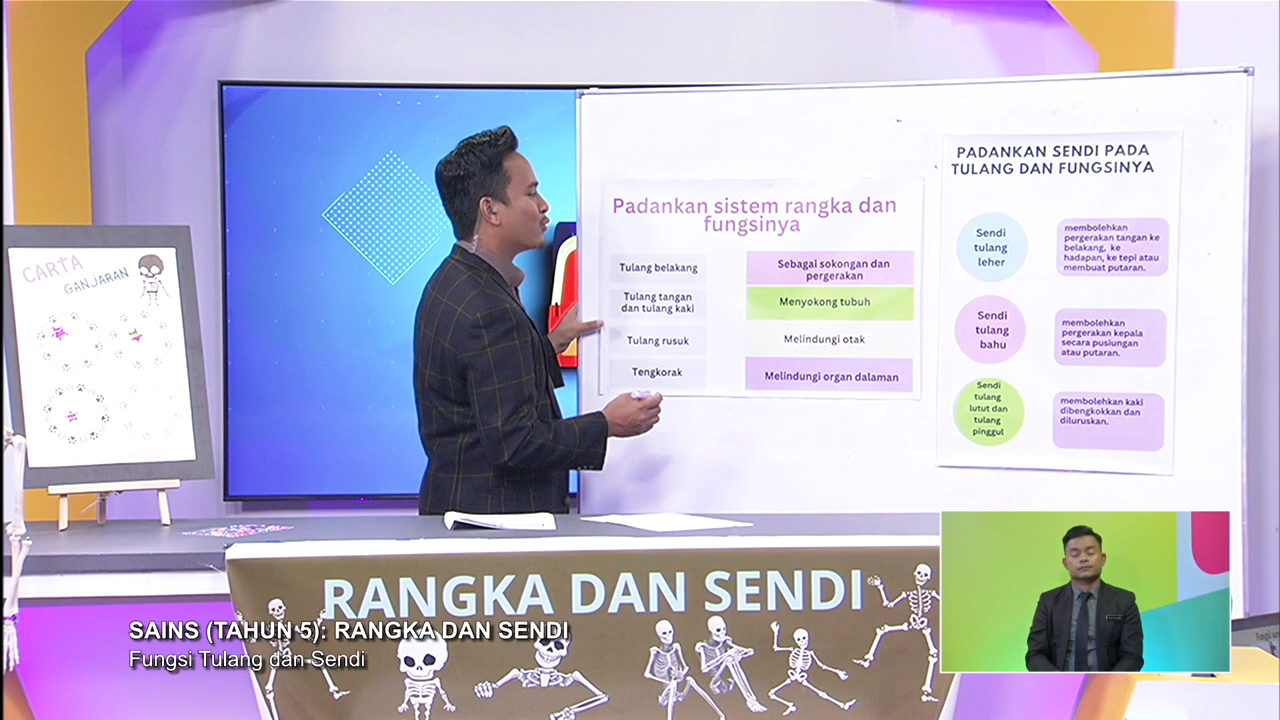 CARTA
GANJARAN
Padankan sistem rangka dan
fungsinya
Tulang belakang
Sebagai sokongan dan
pergerakan
Tulang tangan
dan tulang kaki
Menyokong tubuh
Tulang rusuk
Melindungi otak
Tengkorak
Melindungi organ dalaman
PADANKAN SENDI PADA
TULANG DAN FUNGSINYA
Sendi
tulang
leher
membolehkan
pergerakan tangan ke
belakang, ke
hadapan, ke tepi atau
membuat putaran.
Sendi
tulang
bahu
membolehkan
pergerakan kepala
secara pusiungan
atau putaran.
Sendi
tulang
lutut dan
tulang
pinggul
membolehkan kaki
dibengkokkan dan
diluruskan.
RANGKA DAN SENDI
SAINS (TAHUN 5): RANGKA DAN SENDI
Fungsi Tulang dan Sendi